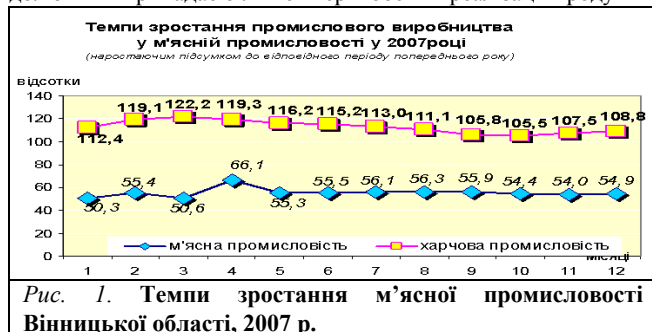 Темпи зростання промислового виробництва
у м'ясній промисловості у 2007році
(наростаючим підсумком до відповідного періоду попереднього року)
відсотки
140
120
100
80
60
40
20
0
112,4 119,1 122,2 119,3 116,2 115,2 113,0 111,1 105,8 105,5 107,5 108,8
50,3 55,4 50,6 66,1 55,3 55,5 56,1 56,3 55,9 54,4 54,0 54,9
м'ясна промисловість харчова промисловість
місяці
1 2 3 4 5 6 7 8 9 10 11 12
Рис. 1. Темпи зростання м’ясної промисловості
Вінницької області, 2007 р.